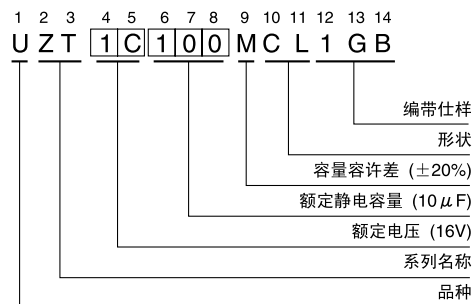 1 2 3 4 5 6 7 8 9 10 11 12 13 14
U Z T 1 C 1 0 0 M C L 1 G B
编带仕样
形状
容量容许差 (±20%)
额定静电容量 (10μF)
额定电压 (16V)
系列名称
品种